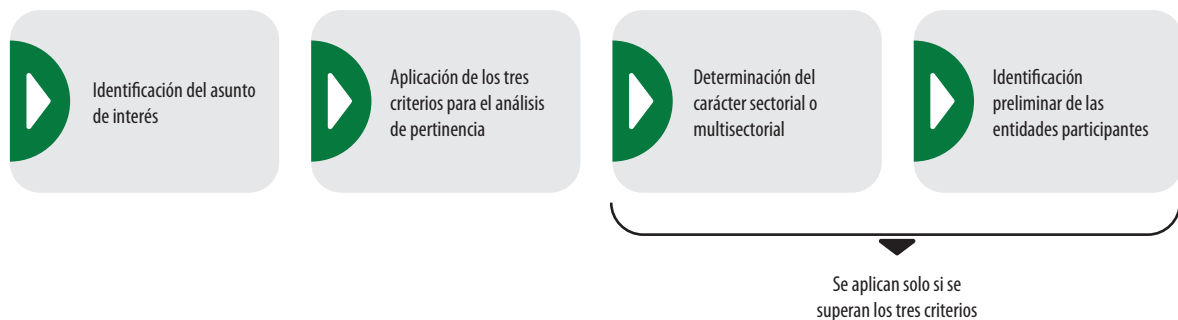 Identificación del asunto
de interés
Aplicación de los tres
criterios para el análisis
de pertinencia
Determinación del
carácter sectorial o
multisectorial
Identificación
preliminar de las
entidades participantes
Se aplican solo si se
superan los tres criterios